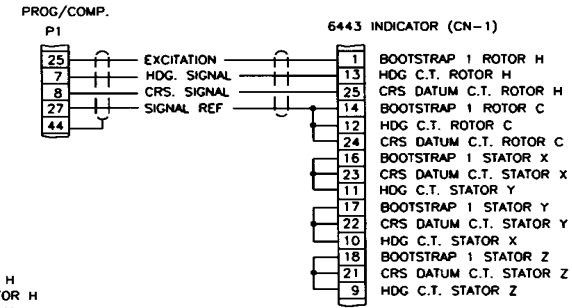 PROG/COMP.
P1
6443 INDICATOR (CN-1)
25 EXCITATION 1 BOOTSTRAP 1 ROTOR H
7 HDG. SIGNAL 13 HDG C.T. ROTOR H
8 CRS. SIGNAL 25 CRS DATUM C.T. ROTOR H
27 SIGNAL REF 14 BOOTSTRAP 1 ROTOR C
44 12 HDG C.T. ROTOR C
24 CRS DATUM C.T. ROTOR C
16 BOOTSTRAP 1 STATOR X
23 CRS DATUM C.T. STATOR X
11 HDG C.T. STATOR Y
17 BOOTSTRAP 1 STATOR Y
22 CRS DATUM C.T. STATOR Y
10 HDG C.T. STATOR X
18 BOOTSTRAP 1 STATOR Z
21 CRS DATUM C.T. STATOR Z
9 HDG C.T. STATOR Z
H
OR H